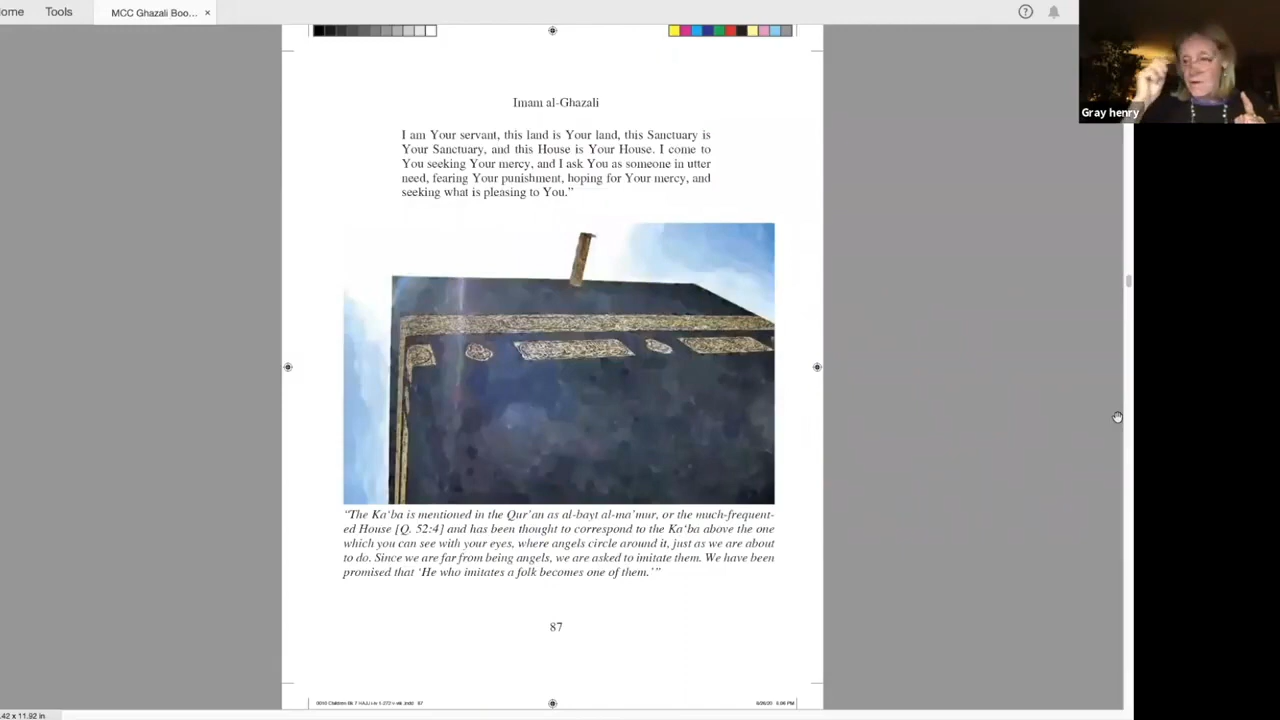 ome
Tools
MCC Ghazali Boo... ×
?
Gray henry
Imam al-Ghazali
I am Your servant, this land is Your land, this Sanctuary is
Your Sanctuary, and this House is Your House. I come to
You seeking Your mercy, and I ask You as someone in utter
need, fearing Your punishment, hoping for Your mercy, and
seeking what is pleasing to You.”
“The Ka‘ba is mentioned in the Qur’an as al-bayt al-ma‘mur, or the much-frequent-
ed House [Q. 52:4] and has been thought to correspond to the Ka‘ba above the one
which you can see with your eyes, where angels circle around it, just as we are about
to do. Since we are far from being angels, we are asked to imitate them. We have been
promised that ‘He who imitates a folk becomes one of them.’”
87
.42 x 11.92 in